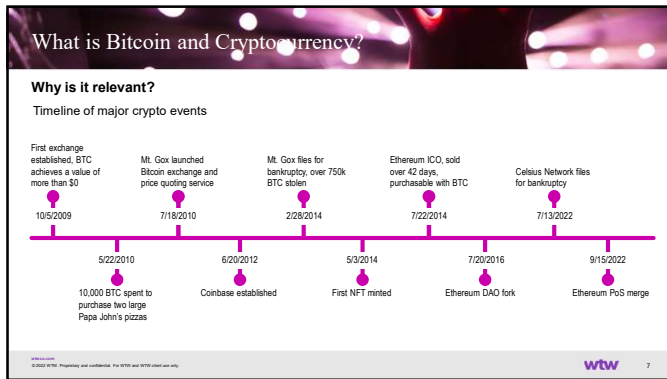 What is Bitcoin and Cryptocurrency?
Why is it relevant?
Timeline of major crypto events
First exchange
established, BTC
achieves a value of
more than $0
10/5/2009
5/22/2010
10,000 BTC spent to
purchase two large
Papa John's pizzas
Mt. Gox launched
Bitcoin exchange and
price quoting service
7/18/2010
6/20/2012
Coinbase established
Mt. Gox files for
bankruptcy, over 750k
BTC stolen
2/28/2014
5/3/2014
First NFT minted
Ethereum ICO, sold
over 42 days,
purchasable with BTC
7/22/2014
7/20/2016
Ethereum DAO fork
Celsius Network files
for bankruptcy
7/13/2022
9/15/2022
Ethereum PoS merge
wtwco.com
© 2022 WTW. Proprietary and confidential. For WTW and WTW client use only.
wtw
7